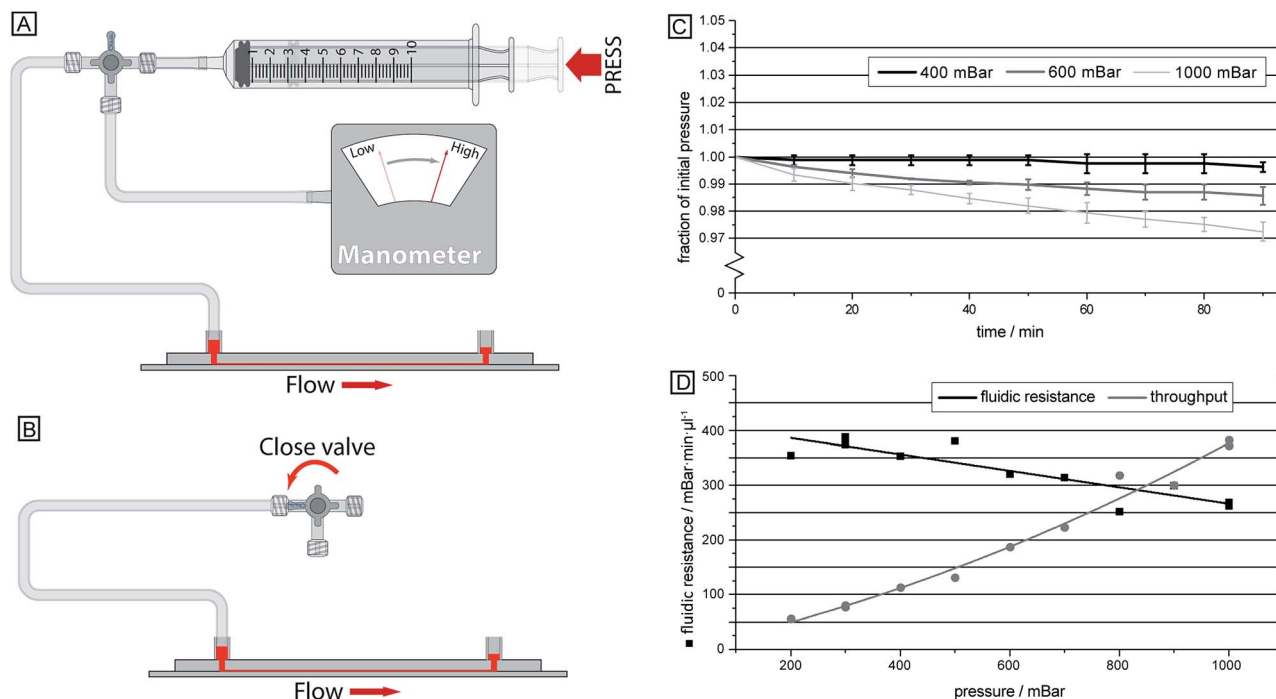 A
1 2 3 4 5 6 7 8 9 10
PRESS
Low
High
Manometer
Flow
B
Close valve
Flow
C
400 mBar 600 mBar 1000 mBar
fraction of initial pressure
1.05
1.04
1.03
1.02
1.01
1.00
0.99
0.98
0.97
0
0 20 40 60 80
time / min
D
fluidic resistance throughput
fluidic resistance / mBar·min·µl⁻¹
500
400
300
200
100
0
200 400 600 800 1000
pressure / mBar